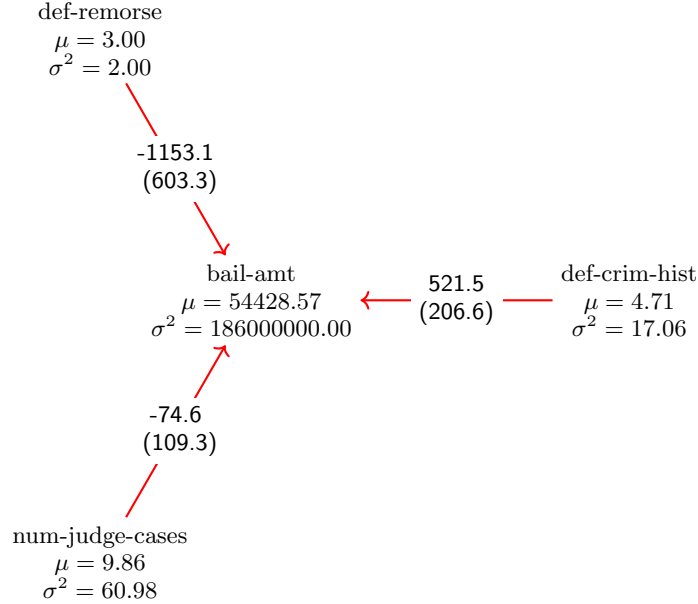 def-remorse
μ = 3.00
σ² = 2.00
-1153.1
(603.3)
bail-amt
μ = 54428.57
σ² = 186000000.00
521.5
(206.6)
def-crim-hist
μ = 4.71
σ² = 17.06
-74.6
(109.3)
num-judge-cases
μ = 9.86
σ² = 60.98